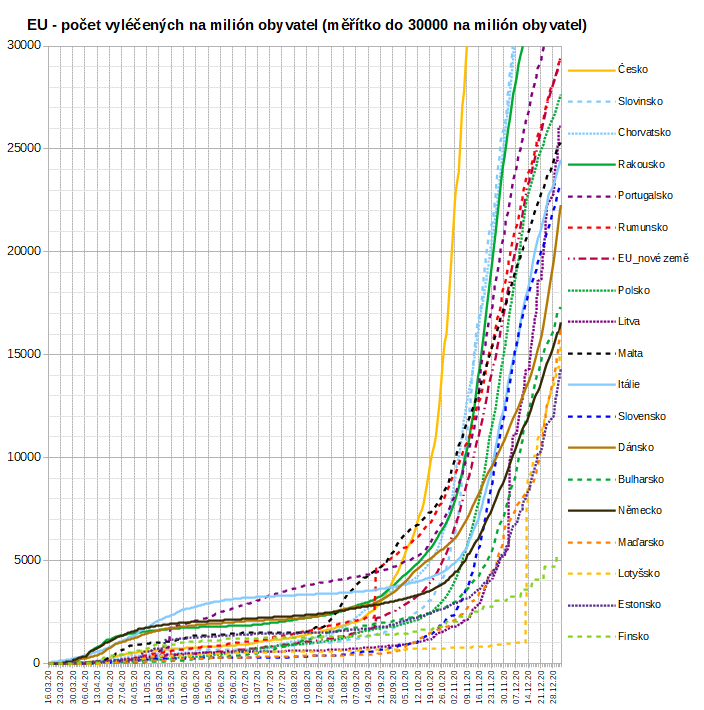 EU - počet vyléčených na milión obyvatel (měřítko do 30000 na milión obyvatel)
30000
25000
20000
15000
10000
5000
0
Česko
Slovinsko
Chorvatsko
Rakousko
Portugalsko
Rumunsko
EU_nové země
Polsko
Litva
Malta
Itálie
Slovensko
Dánsko
Bulharsko
Německo
Maďarsko
Lotyšsko
Estonsko
Finsko
16.03.20
23.03.20
30.03.20
06.04.20
13.04.20
20.04.20
27.04.20
04.05.20
11.05.20
18.05.20
25.05.20
01.06.20
08.06.20
15.06.20
22.06.20
29.06.20
06.07.20
13.07.20
20.07.20
27.07.20
03.08.20
10.08.20
17.08.20
24.08.20
31.08.20
07.09.20
14.09.20
21.09.20
28.09.20
05.10.20
12.10.20
19.10.20
26.10.20
02.11.20
09.11.20
16.11.20
23.11.20
30.11.20
07.12.20
14.12.20
21.12.20
28.12.20